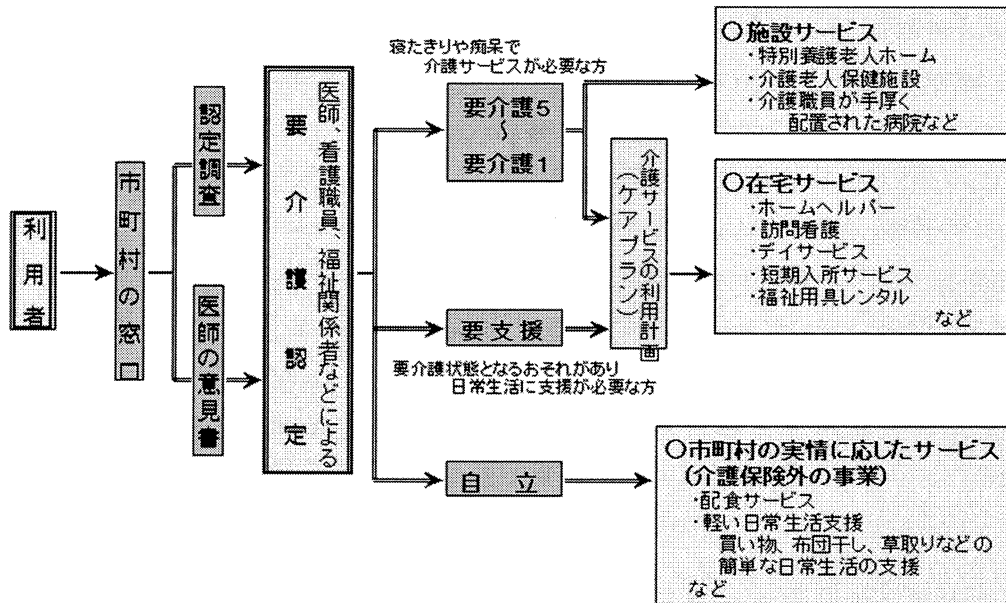 利用者
市町村の窓口
認定調査
医師の意見書
要介護認定
医師、看護職員、福祉関係者などによる
寝たきりや痴呆で
介護サービスが必要な方
要介護5
〜
要介護1
要支援
要介護状態となるおそれがあり
日常生活に支援が必要な方
自立
介護サービスの利用計画
(ケアプラン)
○施設サービス
・特別養護老人ホーム
・介護老人保健施設
・介護職員が手厚く
配置された病院など
○在宅サービス
・ホームヘルパー
・訪問看護
・デイサービス
・短期入所サービス
・福祉用具レンタル
など
○市町村の実情に応じたサービス
(介護保険外の事業)
・配食サービス
・軽い日常生活支援
買い物、布団干し、草取りなどの
簡単な日常生活の支援
など